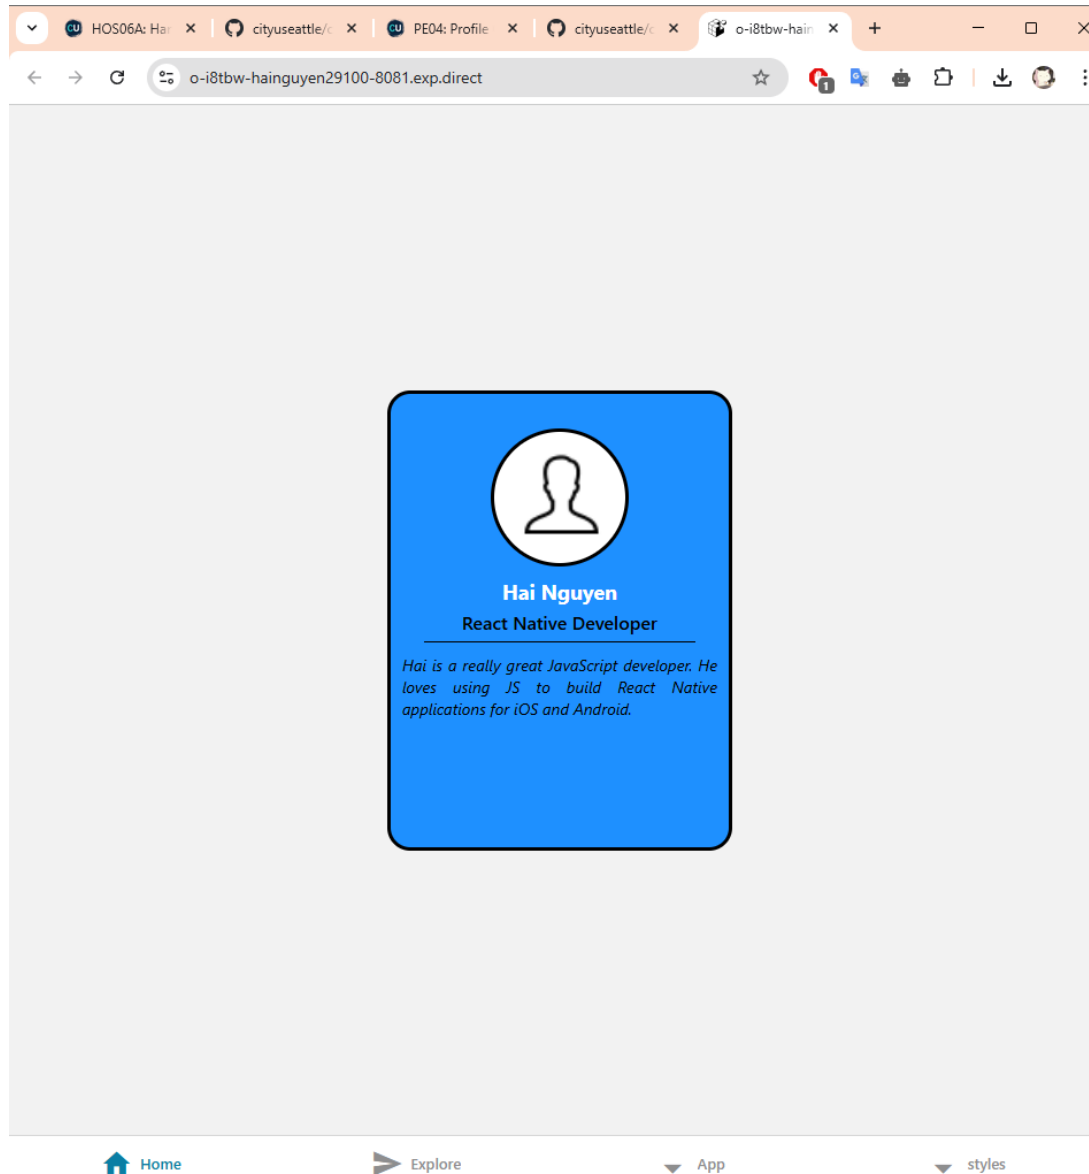 HOS06A: Har
cityuseattle/c
PE04: Profile
cityuseattle/c
o-i8tbw-hain
o-i8tbw-hainguyen29100-8081.exp.direct
1
Hai Nguyen
React Native Developer
Hai is a really great JavaScript developer. He
loves using JS to build React Native
applications for iOS and Android.
Home
Explore
App
styles